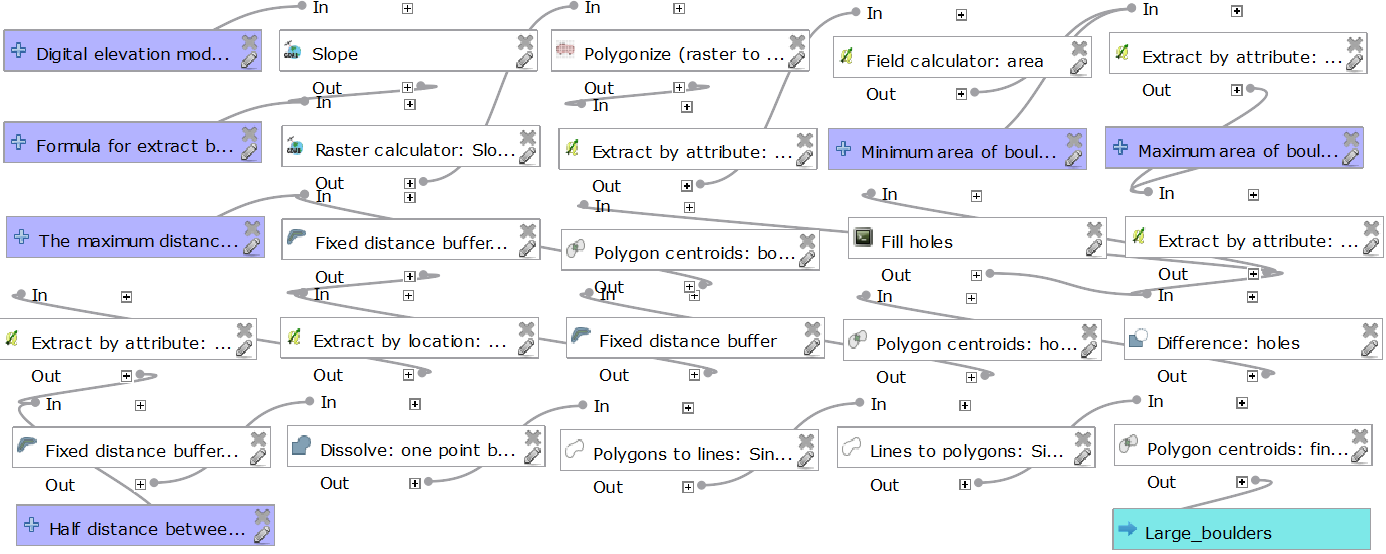 In
In
In
In
In
Digital elevation mod...
Slope
Polygonize (raster to ...
Field calculator: area
Extract by attribute: ...
Out
Out
Out
Out
In
In
Formula for extract b...
Raster calculator: Slo...
Extract by attribute: ...
Minimum area of boul...
Maximum area of boul...
Out
Out
In
In
In
In
The maximum distanc...
Fixed distance buffer...
Polygon centroids: bo...
Fill holes
Extract by attribute: ...
Out
Out
Out
Out
In
In
In
In
In
Extract by attribute: ...
Extract by location: ...
Fixed distance buffer
Polygon centroids: ho...
Difference: holes
Out
Out
Out
Out
Out
In
In
In
In
In
Fixed distance buffer...
Dissolve: one point b...
Polygons to lines: Sin...
Lines to polygons: Si...
Polygon centroids: fin...
Out
Out
Out
Out
Out
Half distance betwee...
Large_boulders